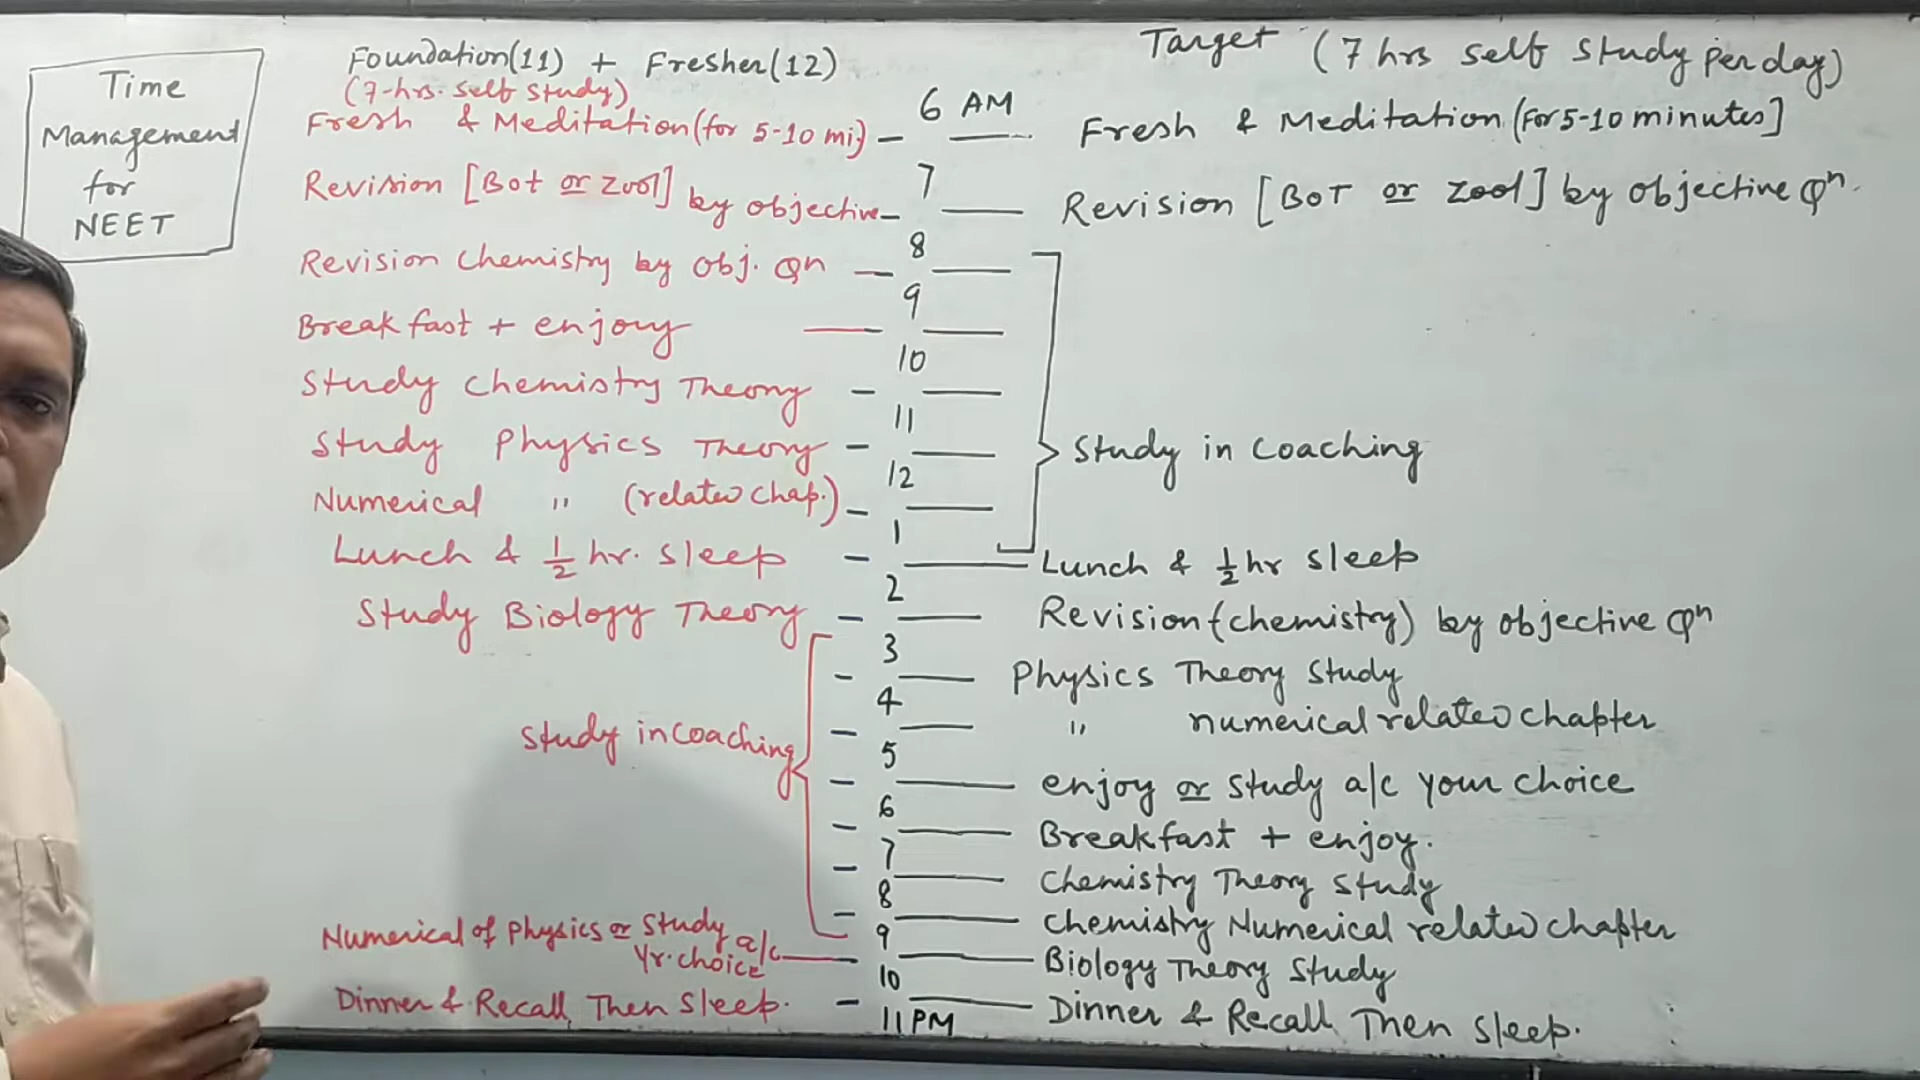 Time
Management
for
NEET
Foundation(11) + Fresher(12)
(7-hrs. self study)
Target (7 hrs self study per day)
6 AM
Fresh & Meditation(for 5-10 mi)
Fresh & Meditation (For 5-10 minutes]
7
Revision [Bot or Zool] by objective
Revision [BOT or Zool] by objective Qn.
8
Revision chemistry by obj. Qn
9
Breakfast + enjoy
10
Study chemistry Theory
11
Study Physics Theory
Study in coaching
12
Numerical " (related chap.)
1
Lunch & 1/2 hr. sleep
Lunch & 1/2 hr sleep
2
Study Biology Theory
Revision (chemistry) by objective Qn
3
Physics Theory study
4
Study in coaching
" numerical related chapter
5
enjoy or study a/c your choice
6
Breakfast + enjoy.
7
Chemistry Theory study
8
Chemistry Numerical related chapter
9
Numerical of Physics or Study a/c
Yr. choice
Biology Theory Study
10
Dinner & Recall Then Sleep.
Dinner & Recall Then Sleep.
11 PM